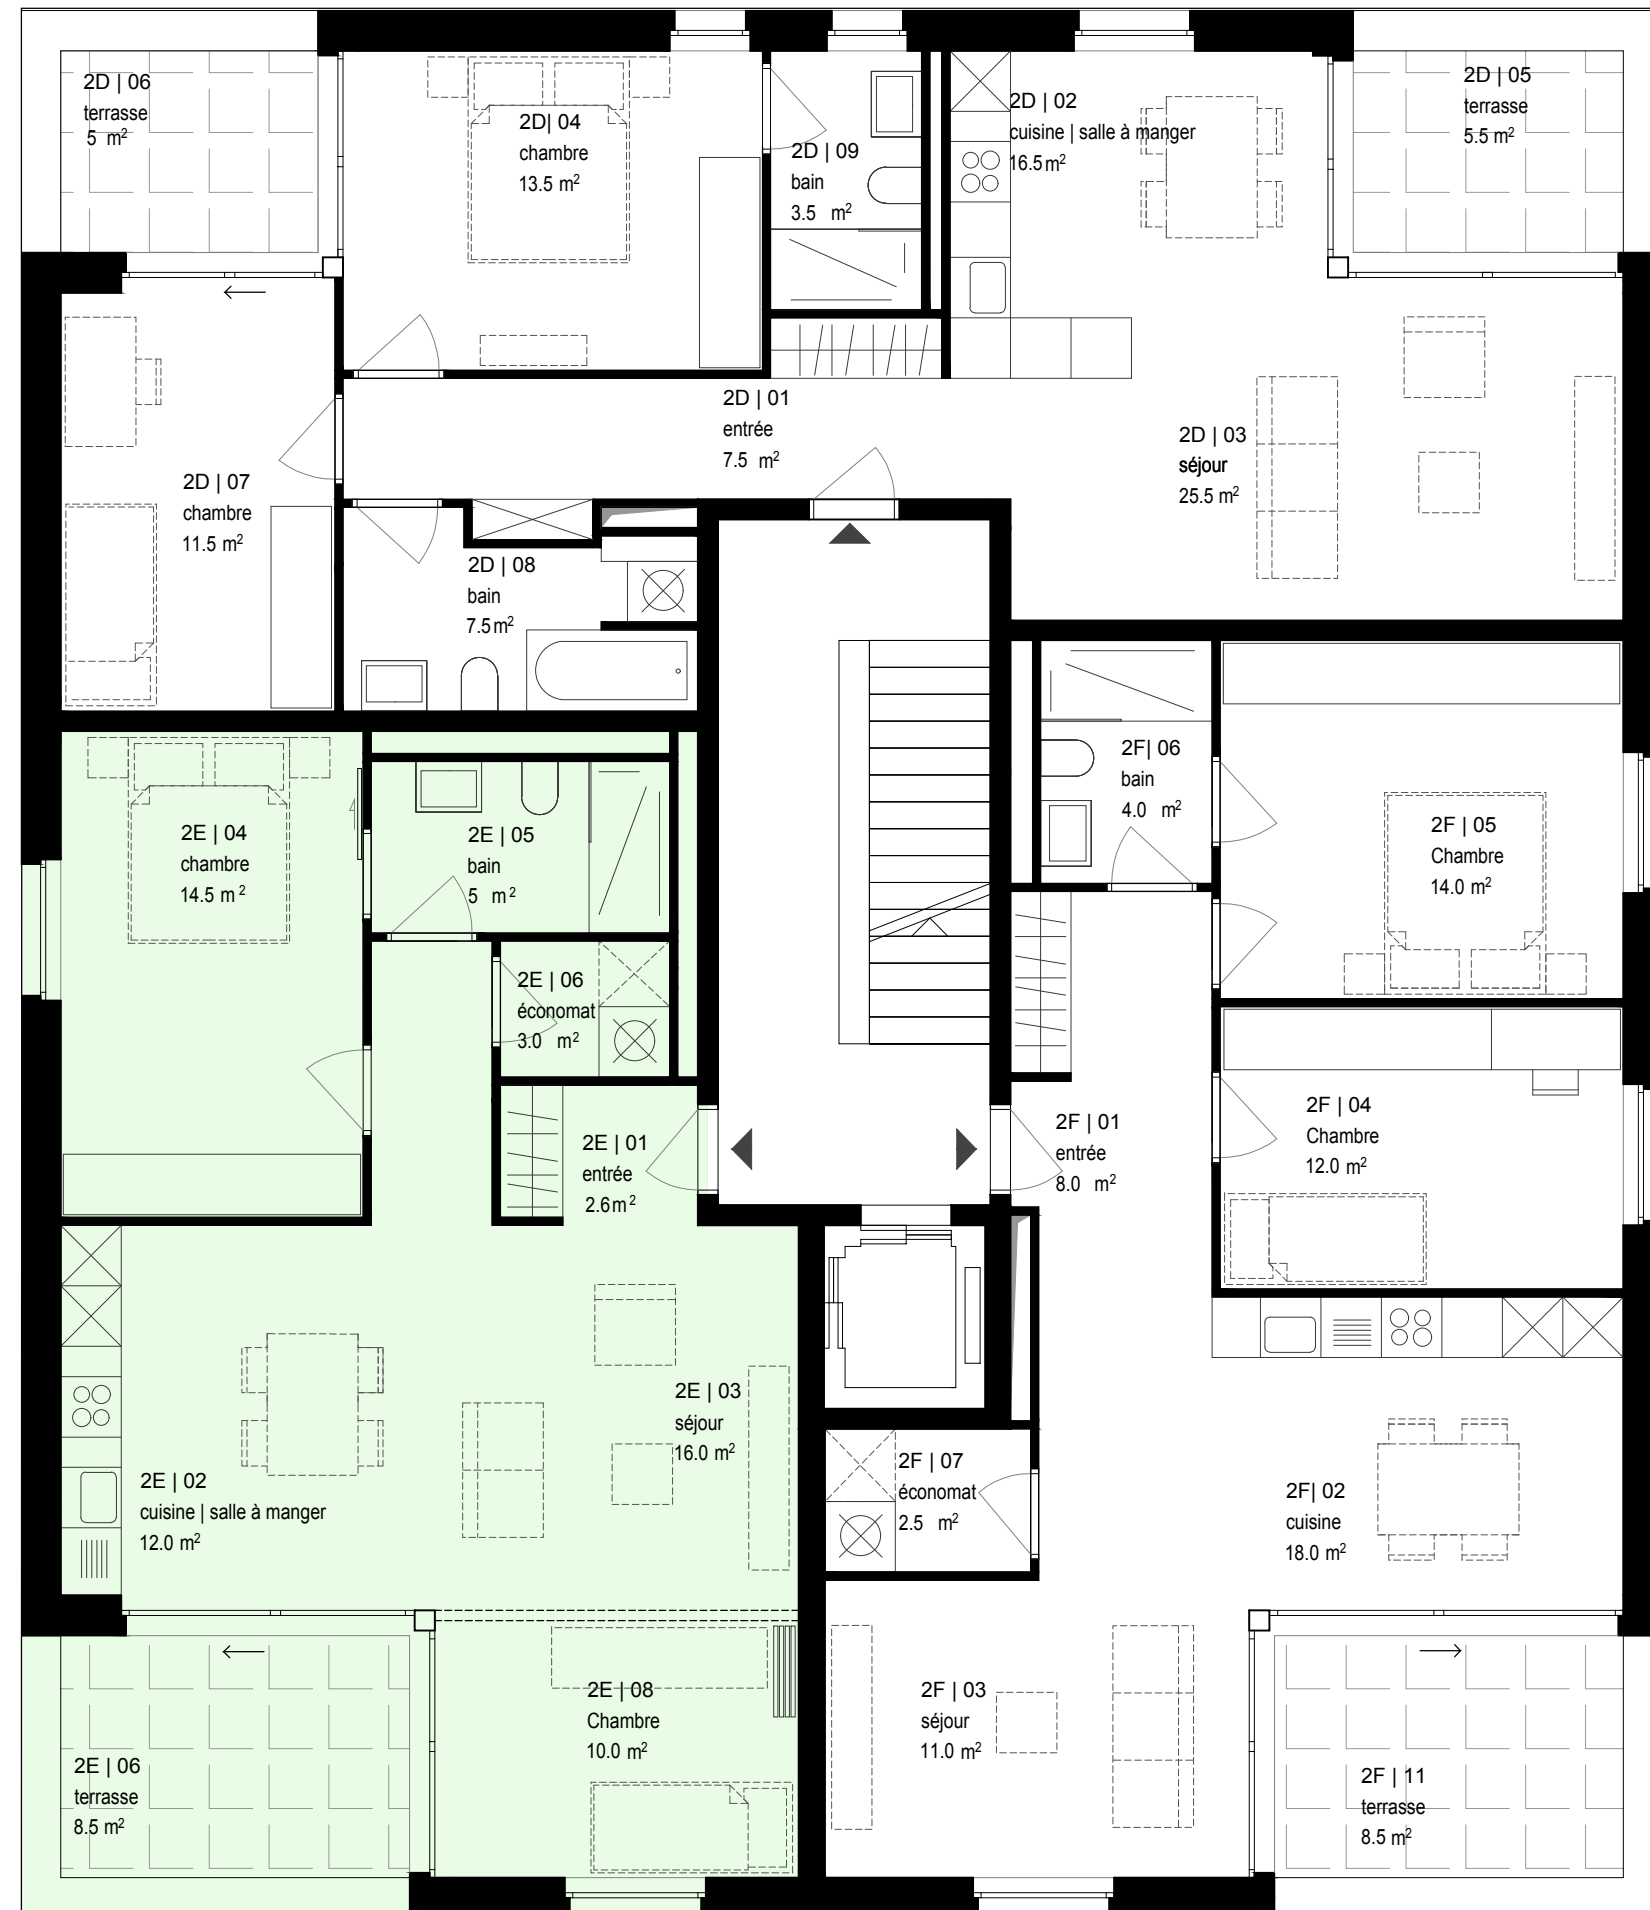 2D | 06
terrasse
5 m²
2D| 04
chambre
13.5 m²
2D | 09
bain
3.5 m²
2D | 02
cuisine | salle à manger
16.5 m²
2D | 05
terrasse
5.5 m²
2D | 01
entrée
7.5 m²
2D | 03
séjour
25.5 m²
2D | 07
chambre
11.5 m²
2D | 08
bain
7.5 m²
2E | 04
chambre
14.5 m²
2E | 05
bain
5 m²
2F| 06
bain
4.0 m²
2F | 05
Chambre
14.0 m²
2E | 06
économat
3.0 m²
2E | 01
entrée
2.6 m²
2F | 01
entrée
8.0 m²
2F | 04
Chambre
12.0 m²
2E | 03
séjour
16.0 m²
2E | 02
cuisine | salle à manger
12.0 m²
2F | 07
économat
2.5 m²
2F| 02
cuisine
18.0 m²
2E | 08
Chambre
10.0 m²
2F | 03
séjour
11.0 m²
2E | 06
terrasse
8.5 m²
2F | 11
terrasse
8.5 m²